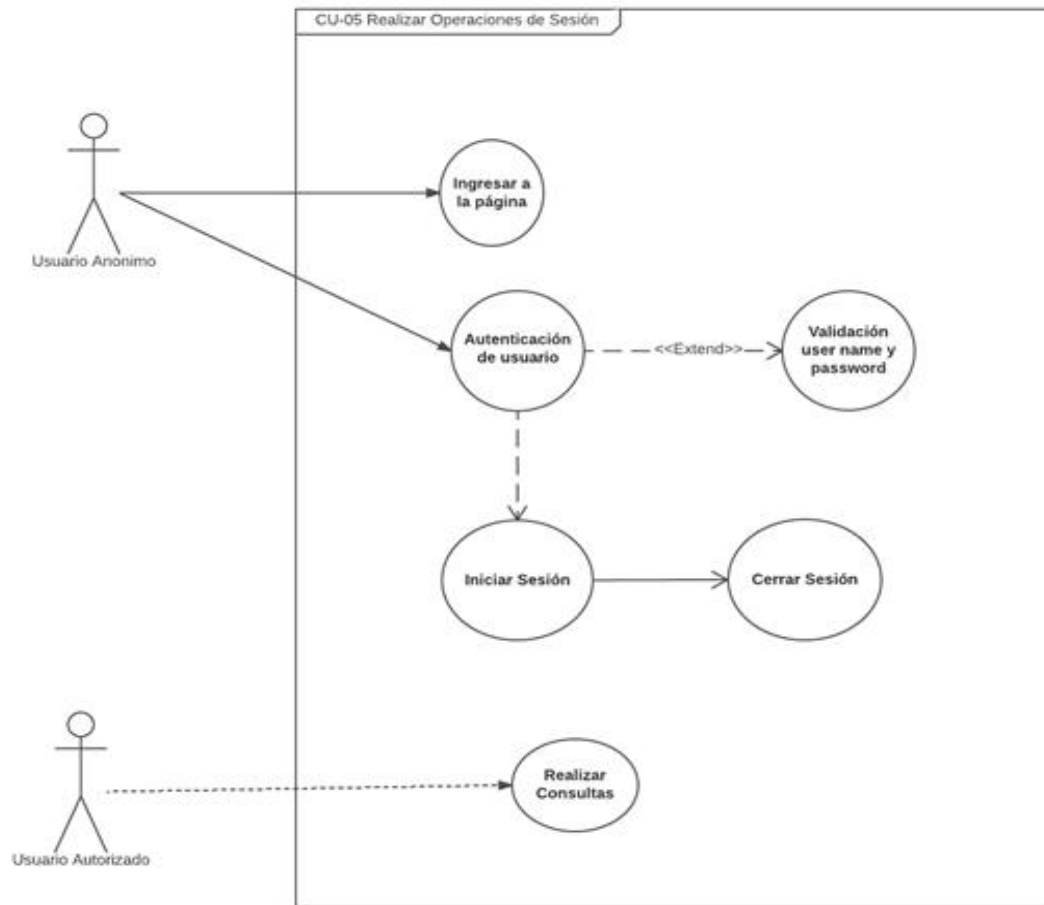 CU-05 Realizar Operaciones de Sesión
Ingresar a
la página
Usuario Anonimo
Autenticación
de usuario
<<Extend>>
Validación
user name y
password
Iniciar Sesión
Cerrar Sesión
Realizar
Consultas
Usuario Autorizado